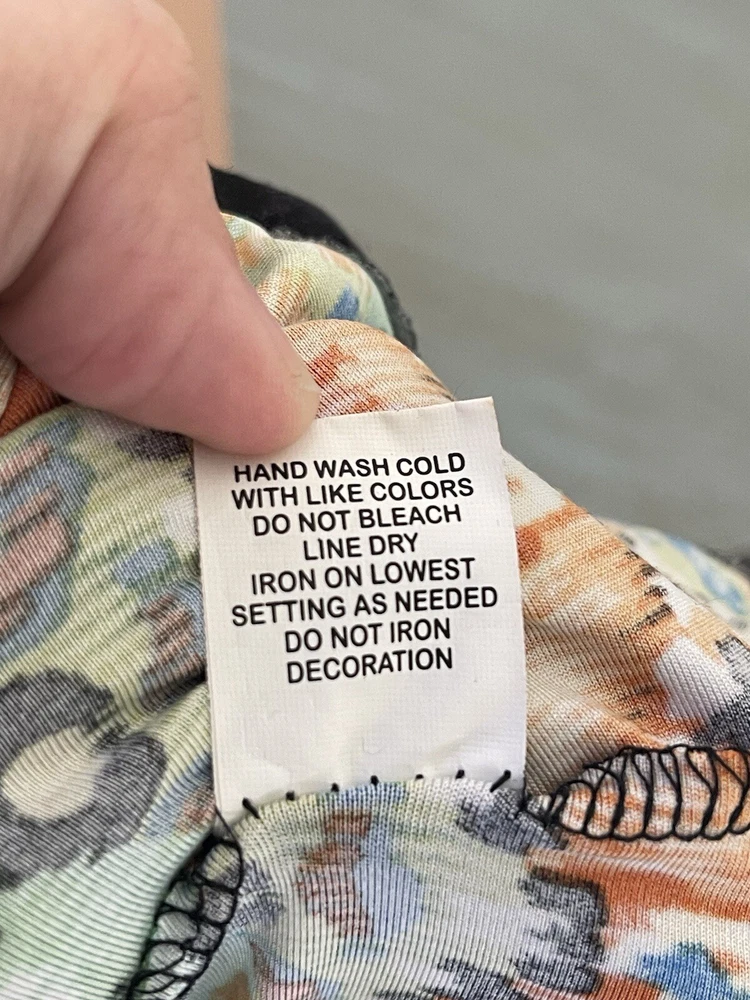 HAND WASH COLD
WITH LIKE COLORS
DO NOT BLEACH
LINE DRY
IRON ON LOWEST
SETTING AS NEEDED
DO NOT IRON
DECORATION